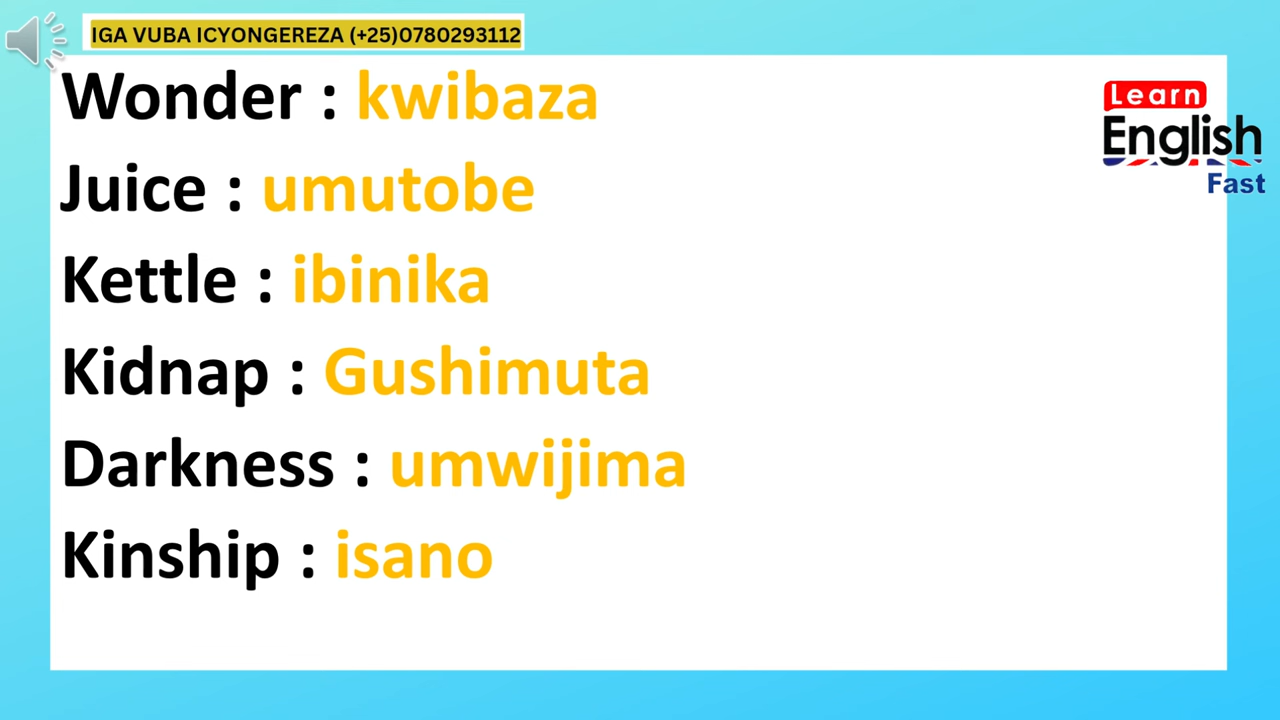 IGA VUBA ICYONGEREZA (+25)0780293112
Wonder : kwibaza
Juice : umutobe
Kettle : ibinika
Kidnap : Gushimuta
Darkness : umwijima
Kinship : isano
Learn
English
Fast